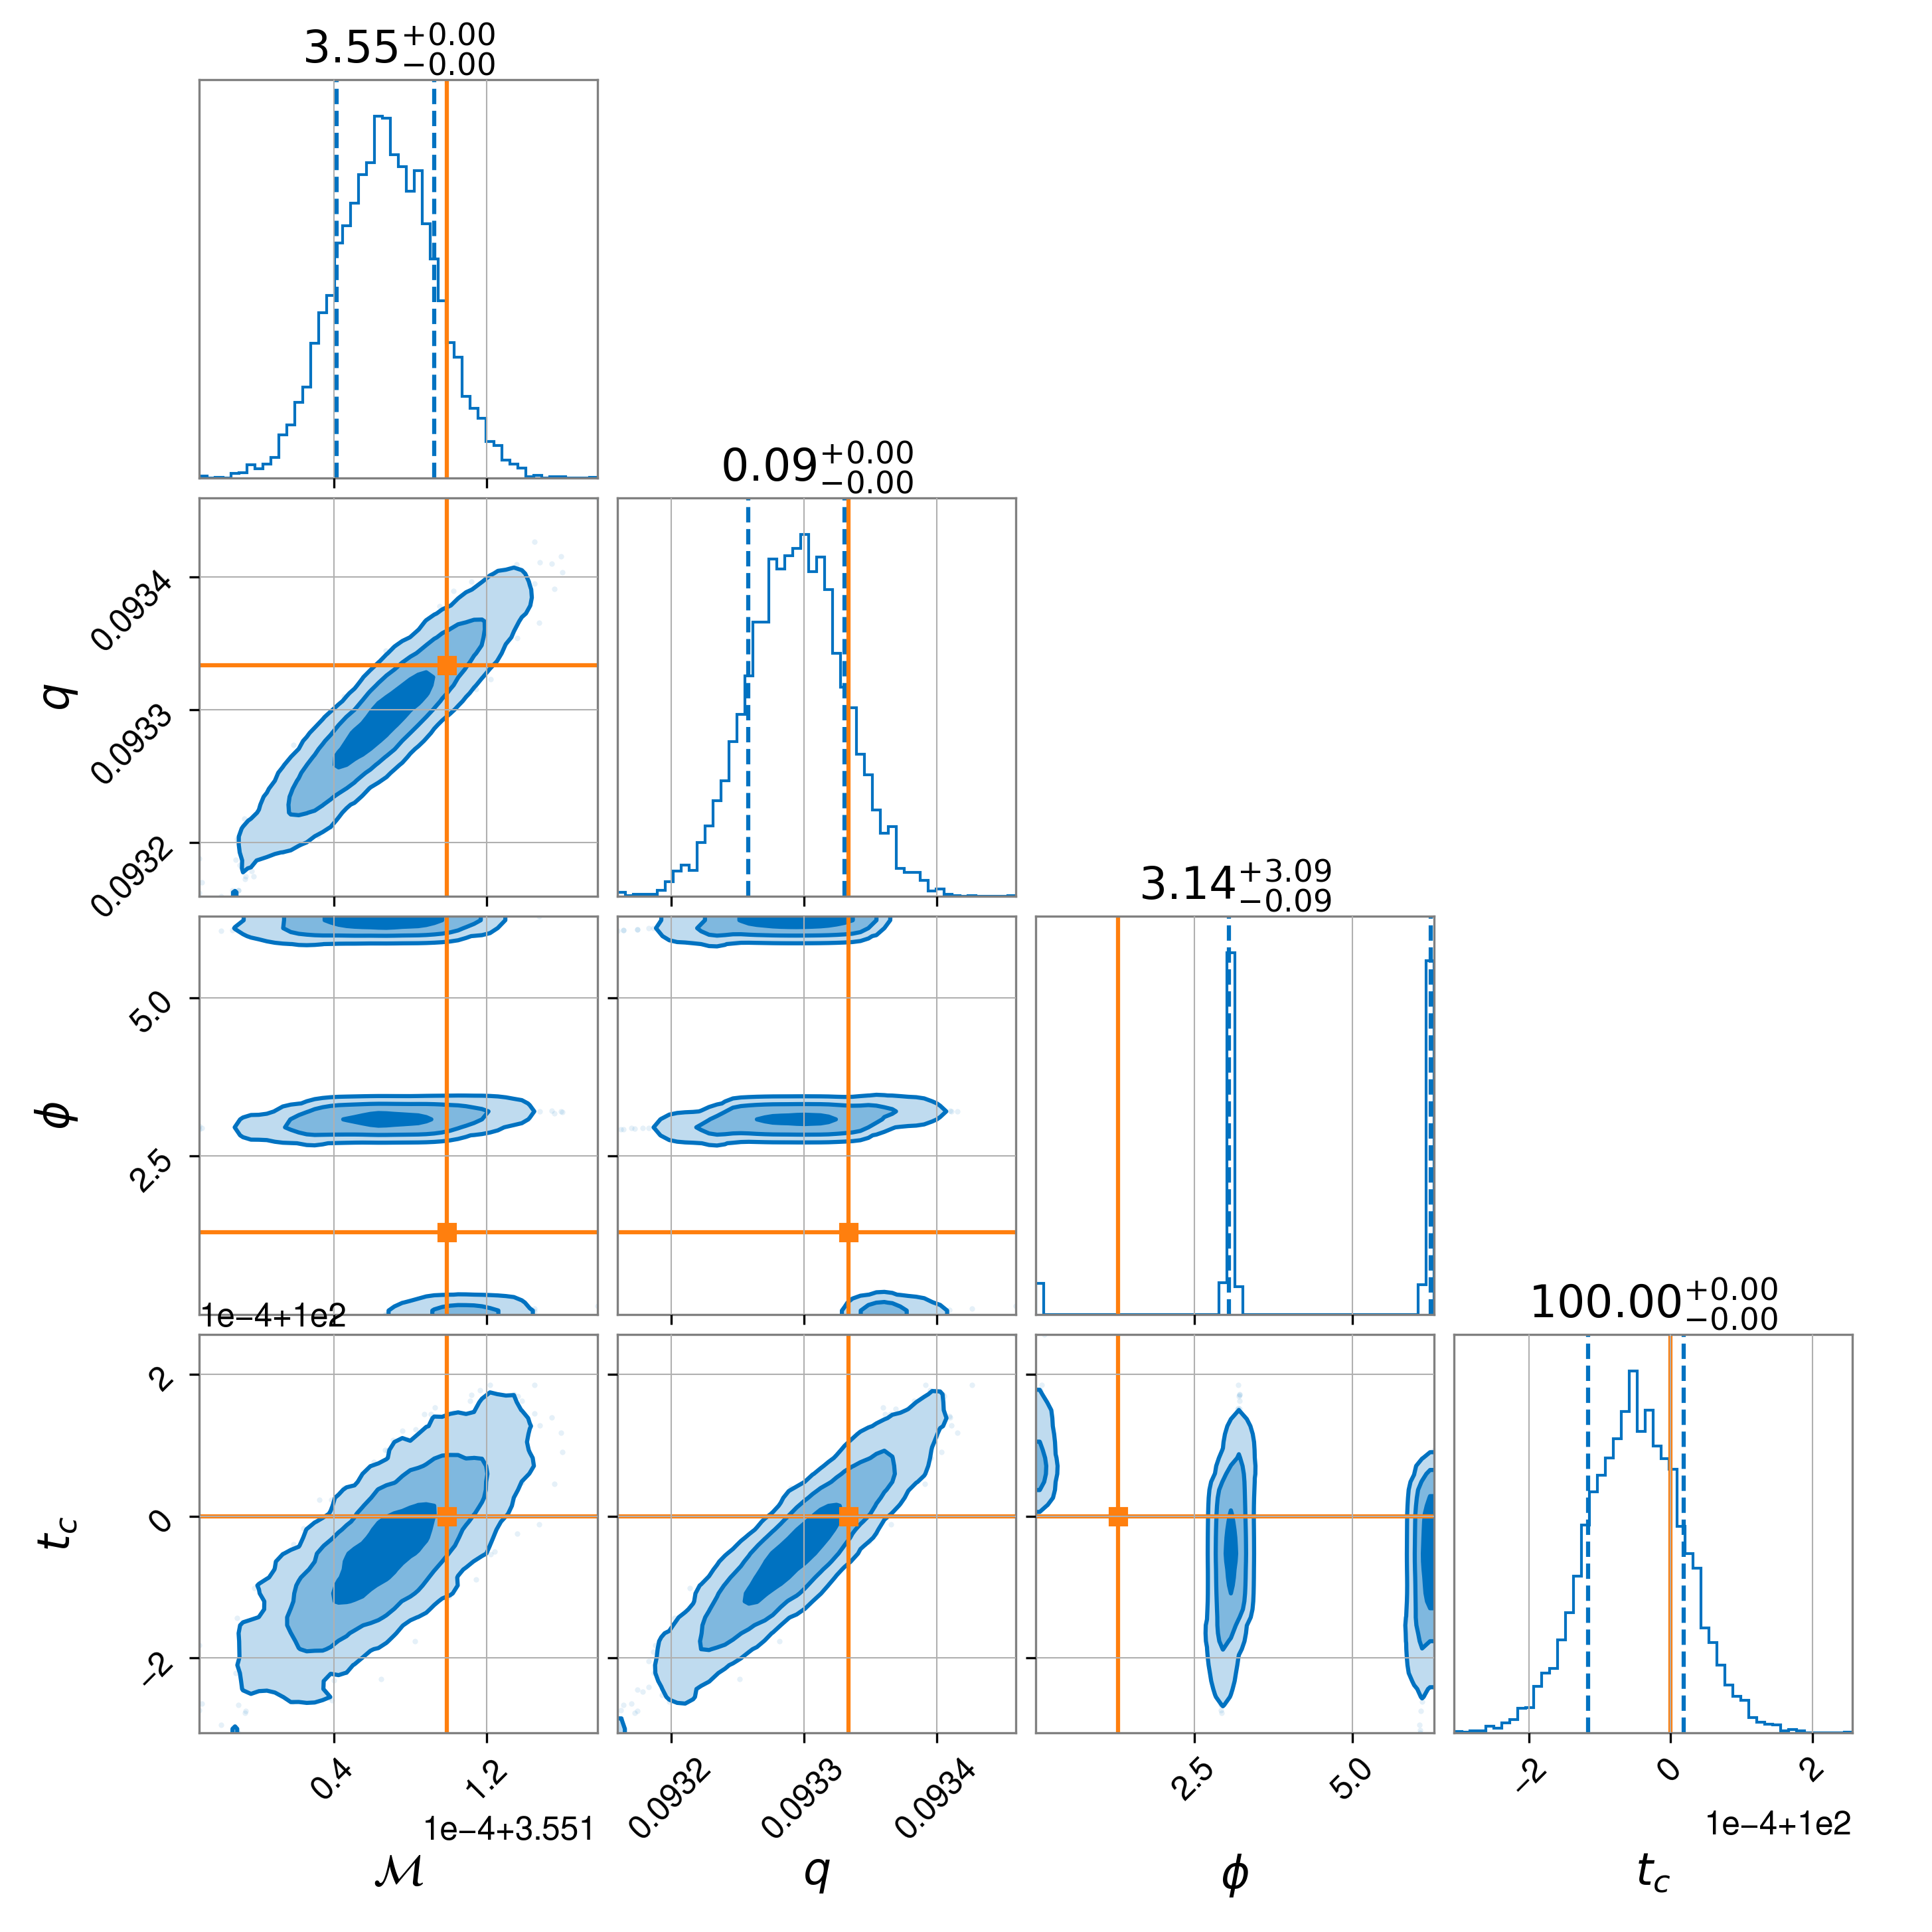 3.55+0.00−0.00
0.09+0.00−0.00
0.0934
0.0933
0.0932
q
3.14+3.09−0.09
5.0
2.5
ϕ
100.00+0.00−0.00
1e−4+1e2
2
0
−2
t_c
0.4 1.2
0.0932 0.0933 0.0934
2.5 5.0
−2 0 2
1e−4+3.551
1e−4+1e2
ℳ q ϕ t_c